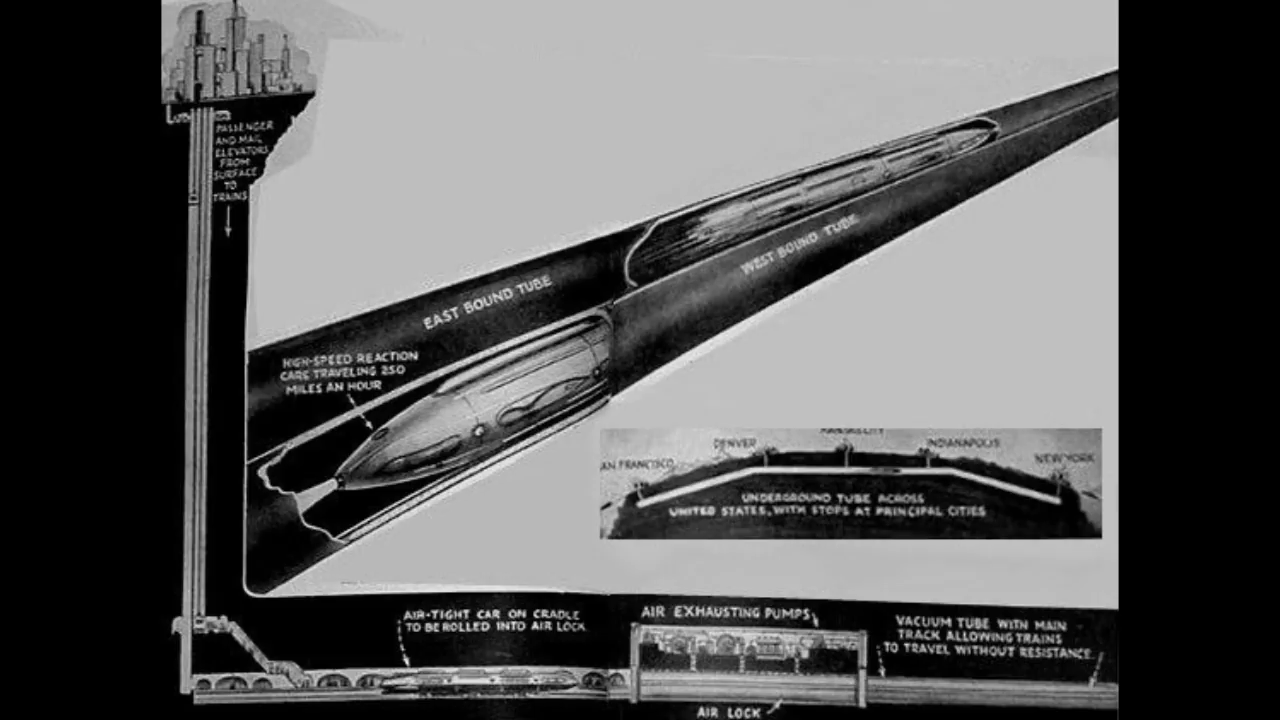 PASSENGER
AND MAIL
ELEVATORS
FROM
SURFACE
TO
TRAINS
EAST BOUND TUBE
WEST BOUND TUBE
HIGH-SPEED REACTION
CARS TRAVELING 250
MILES AN HOUR
DENVER
KANSAS CITY
INDIANAPOLIS
AN FRANCISCO
NEW YORK
UNDERGROUND TUBE ACROSS
UNITED STATES, WITH STOPS AT PRINCIPAL CITIES
AIR-TIGHT CAR ON CRADLE
TO BE ROLLED INTO AIR LOCK
AIR EXHAUSTING PUMPS
VACUUM TUBE WITH MAIN
TRACK ALLOWING TRAINS
TO TRAVEL WITHOUT RESISTANCE
AIR LOCK